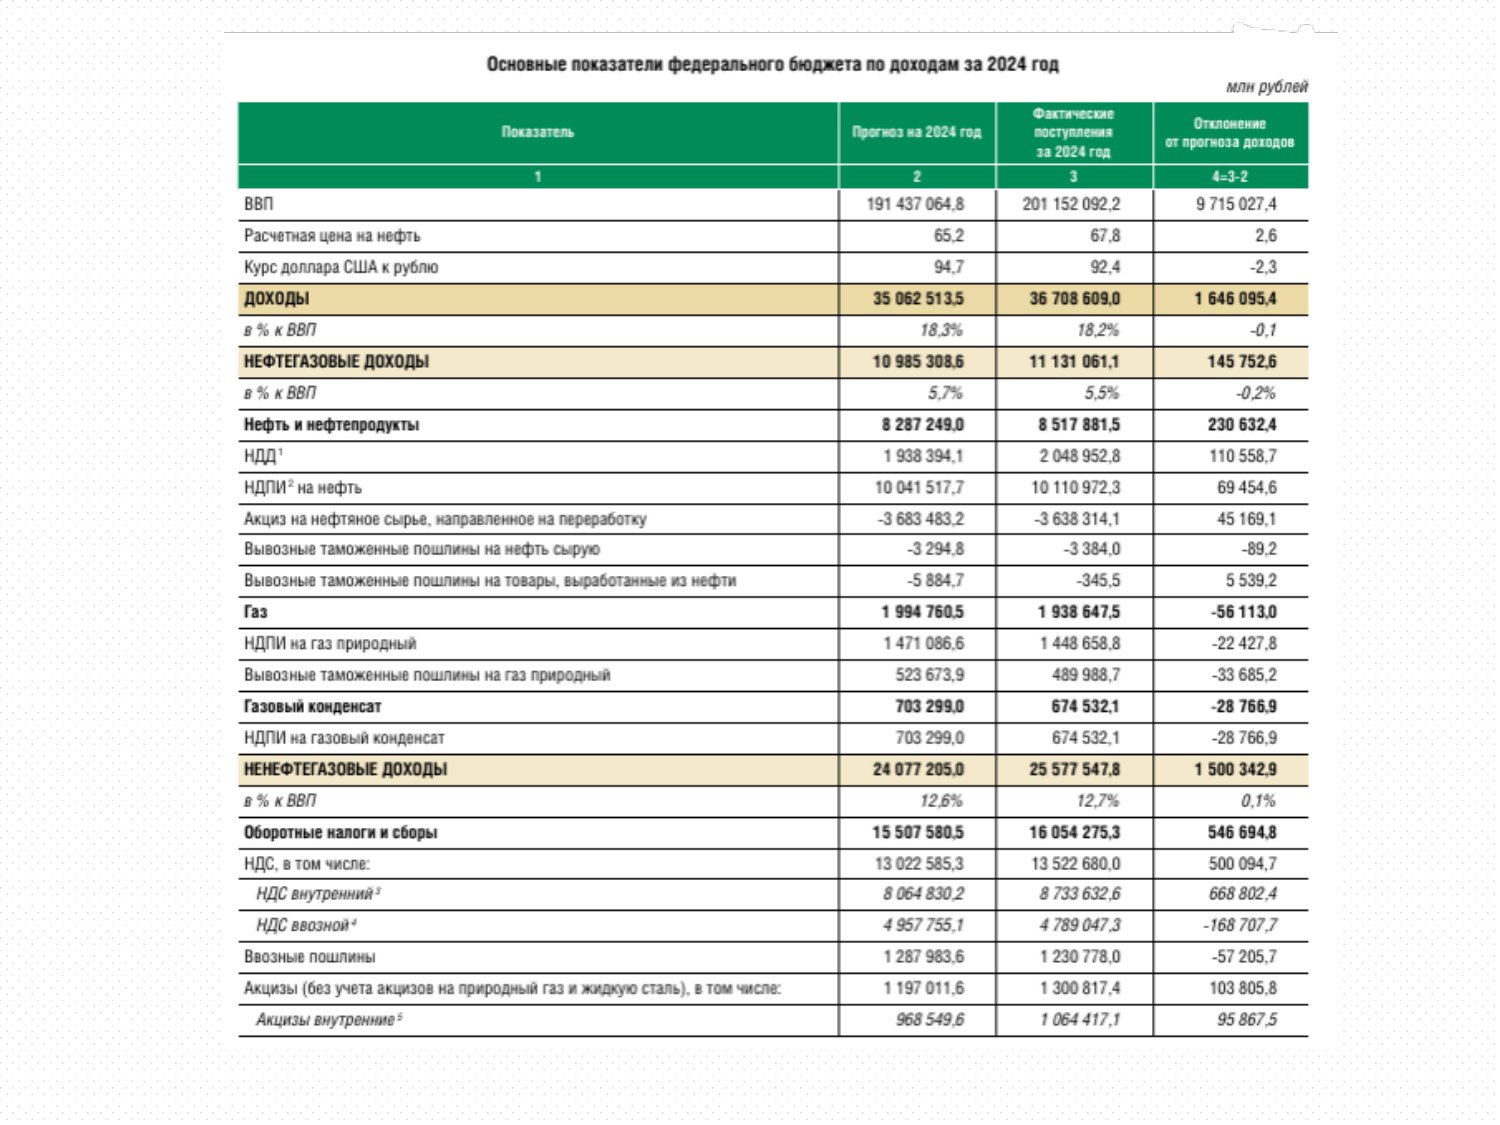 Основные показатели федерального бюджета по доходам за 2024 год
млн рублей
Показатель Прогноз на 2024 год Фактические поступления за 2024 год Отклонение от прогноза доходов
1 2 3 4=3-2
ВВП 191 437 064,8 201 152 092,2 9 715 027,4
Расчетная цена на нефть 65,2 67,8 2,6
Курс доллара США к рублю 94,7 92,4 -2,3
ДОХОДЫ 35 062 513,5 36 708 609,0 1 646 095,4
в % к ВВП 18,3% 18,2% -0,1
НЕФТЕГАЗОВЫЕ ДОХОДЫ 10 985 308,6 11 131 061,1 145 752,6
в % к ВВП 5,7% 5,5% -0,2%
Нефть и нефтепродукты 8 287 249,0 8 517 881,5 230 632,4
НДД¹ 1 938 394,1 2 048 952,8 110 558,7
НДПИ² на нефть 10 041 517,7 10 110 972,3 69 454,6
Акциз на нефтяное сырье, направленное на переработку -3 683 483,2 -3 638 314,1 45 169,1
Вывозные таможенные пошлины на нефть сырую -3 294,8 -3 384,0 -89,2
Вывозные таможенные пошлины на товары, выработанные из нефти -5 884,7 -345,5 5 539,2
Газ 1 994 760,5 1 938 647,5 -56 113,0
НДПИ на газ природный 1 471 086,6 1 448 658,8 -22 427,8
Вывозные таможенные пошлины на газ природный 523 673,9 489 988,7 -33 685,2
Газовый конденсат 703 299,0 674 532,1 -28 766,9
НДПИ на газовый конденсат 703 299,0 674 532,1 -28 766,9
НЕНЕФТЕГАЗОВЫЕ ДОХОДЫ 24 077 205,0 25 577 547,8 1 500 342,9
в % к ВВП 12,6% 12,7% 0,1%
Оборотные налоги и сборы 15 507 580,5 16 054 275,3 546 694,8
НДС, в том числе: 13 022 585,3 13 522 680,0 500 094,7
НДС внутренний³ 8 064 830,2 8 733 632,6 668 802,4
НДС ввозной⁴ 4 957 755,1 4 789 047,3 -168 707,7
Ввозные пошлины 1 287 983,6 1 230 778,0 -57 205,7
Акцизы (без учета акцизов на природный газ и жидкую сталь), в том числе: 1 197 011,6 1 300 817,4 103 805,8
Акцизы внутренние⁵ 968 549,6 1 064 417,1 95 867,5